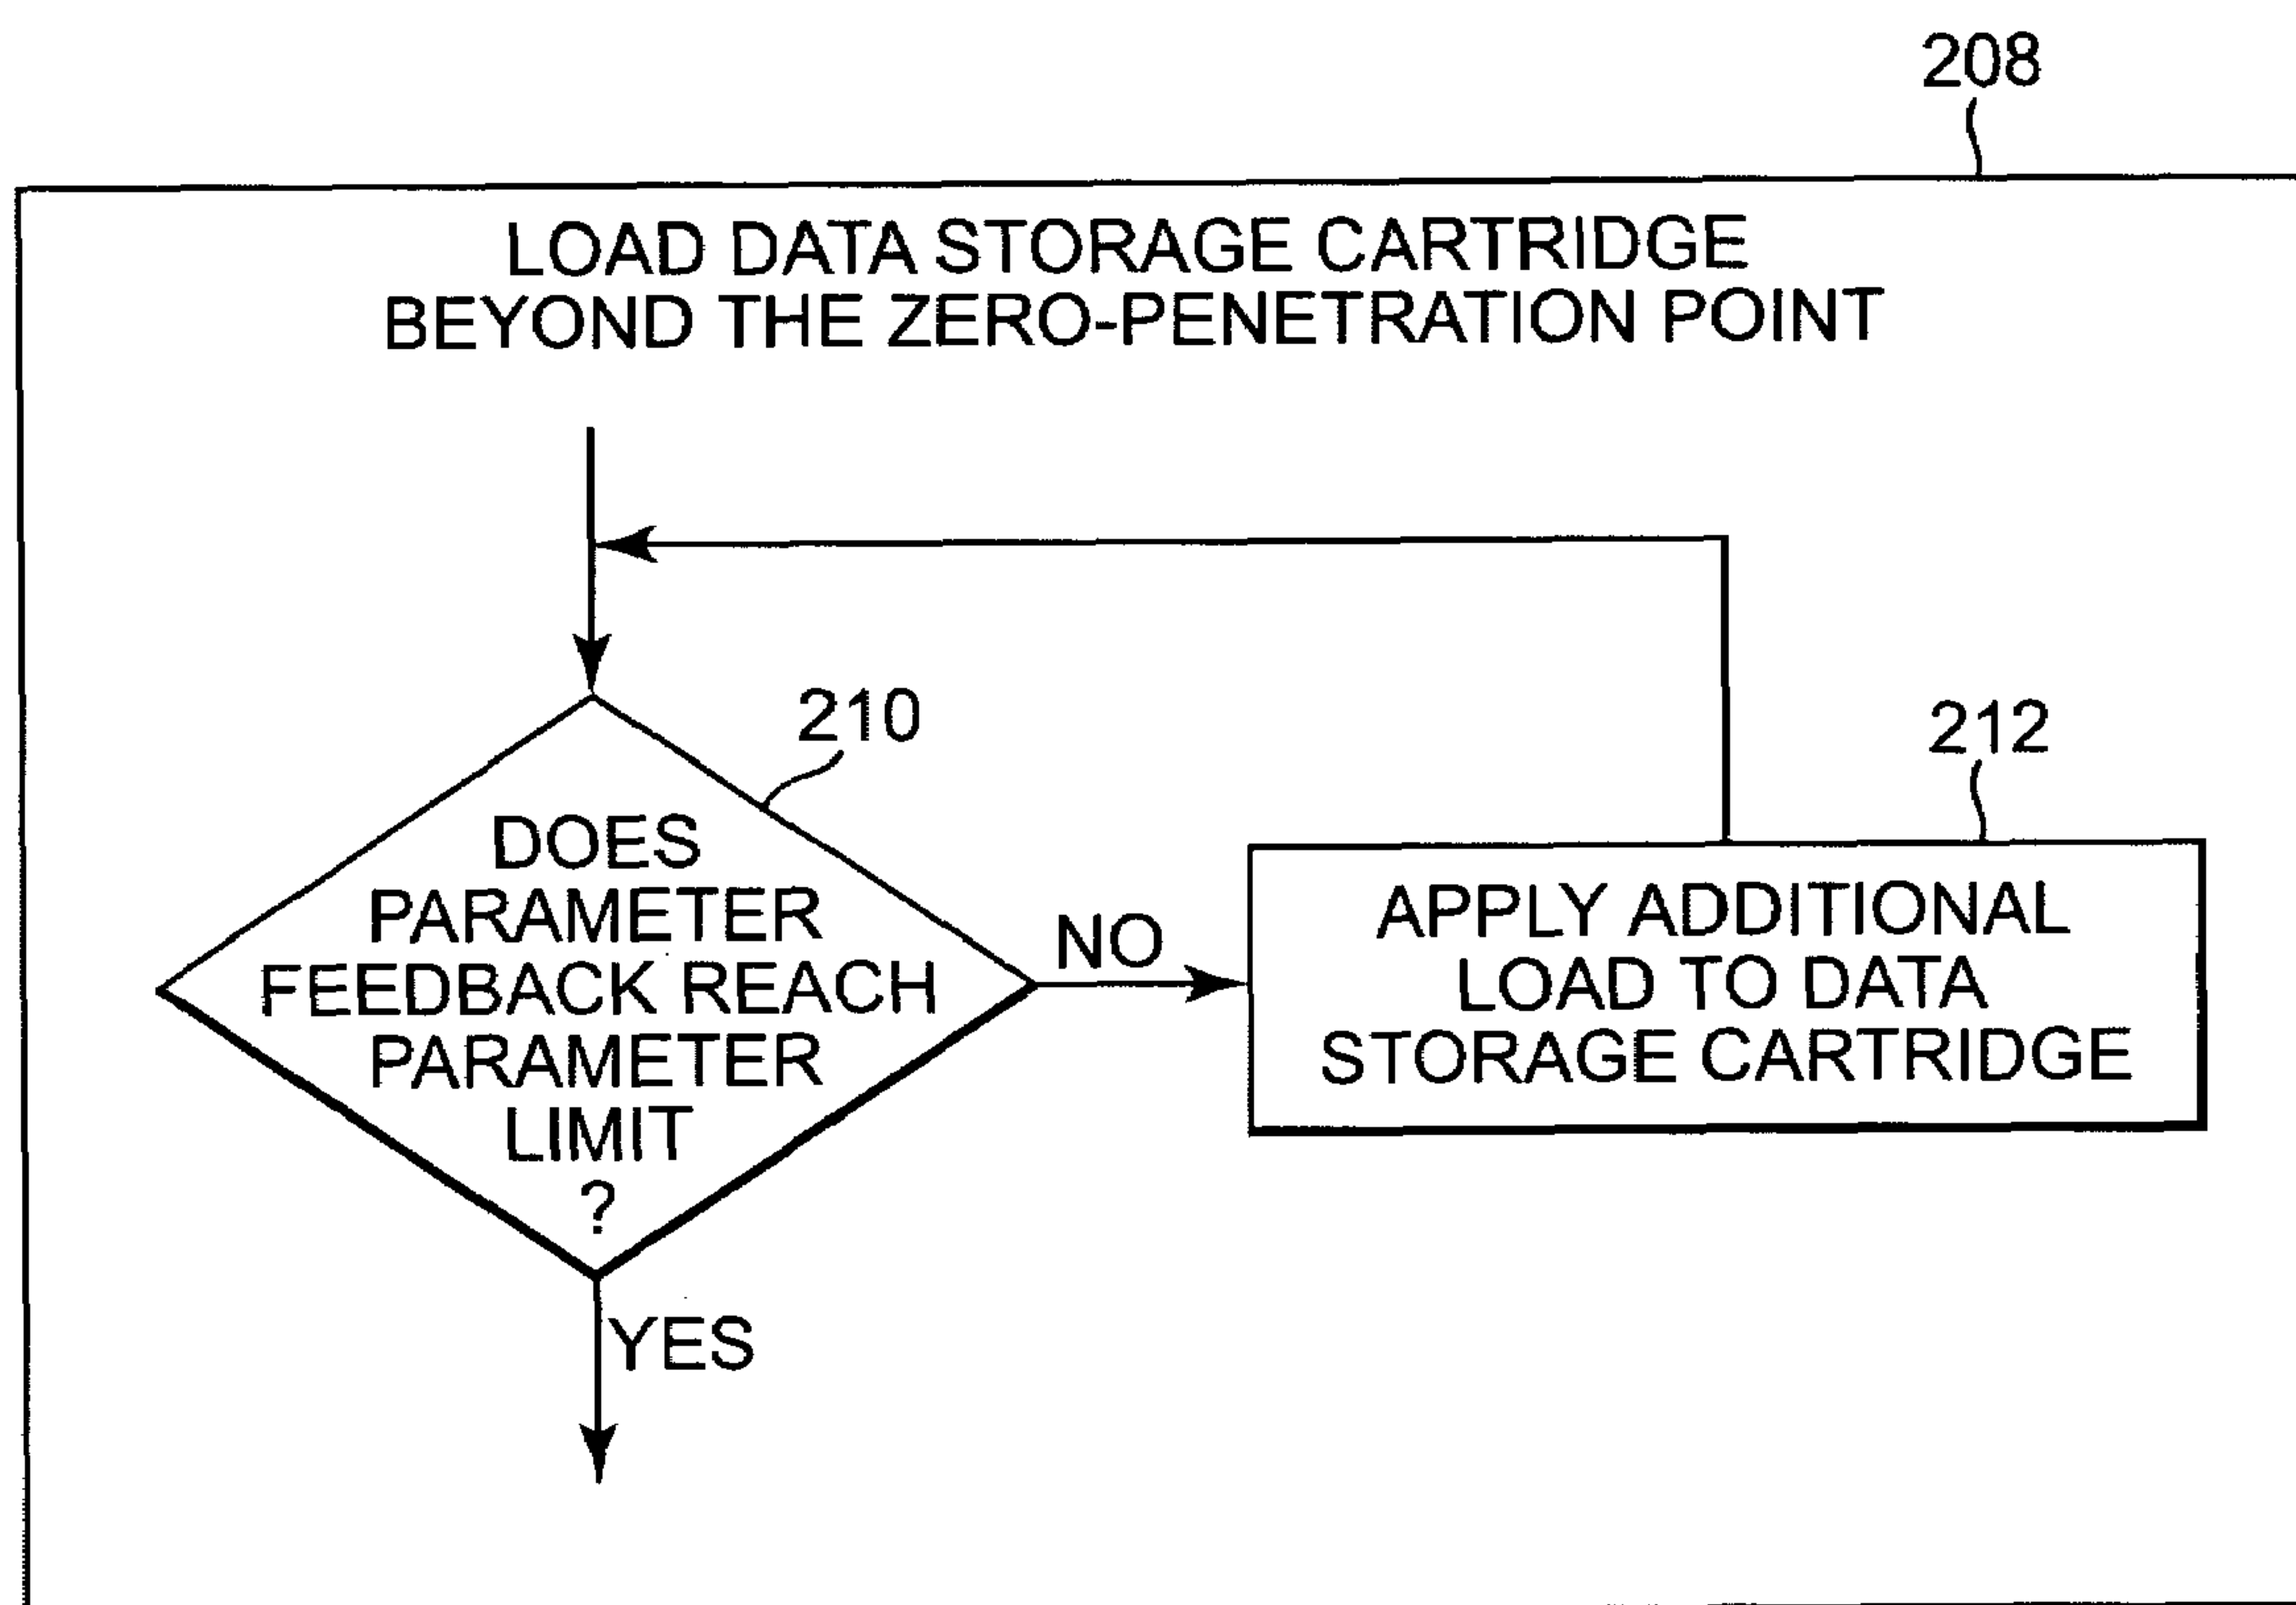 208
LOAD DATA STORAGE CARTRIDGE
BEYOND THE ZERO-PENETRATION POINT
210
DOES
PARAMETER
FEEDBACK REACH
PARAMETER
LIMIT
?
NO
212
APPLY ADDITIONAL
LOAD TO DATA
STORAGE CARTRIDGE
YES